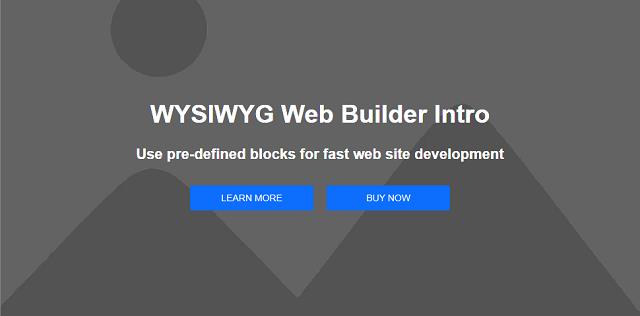 WYSIWYG Web Builder Intro
Use pre-defined blocks for fast web site development
LEARN MORE
BUY NOW